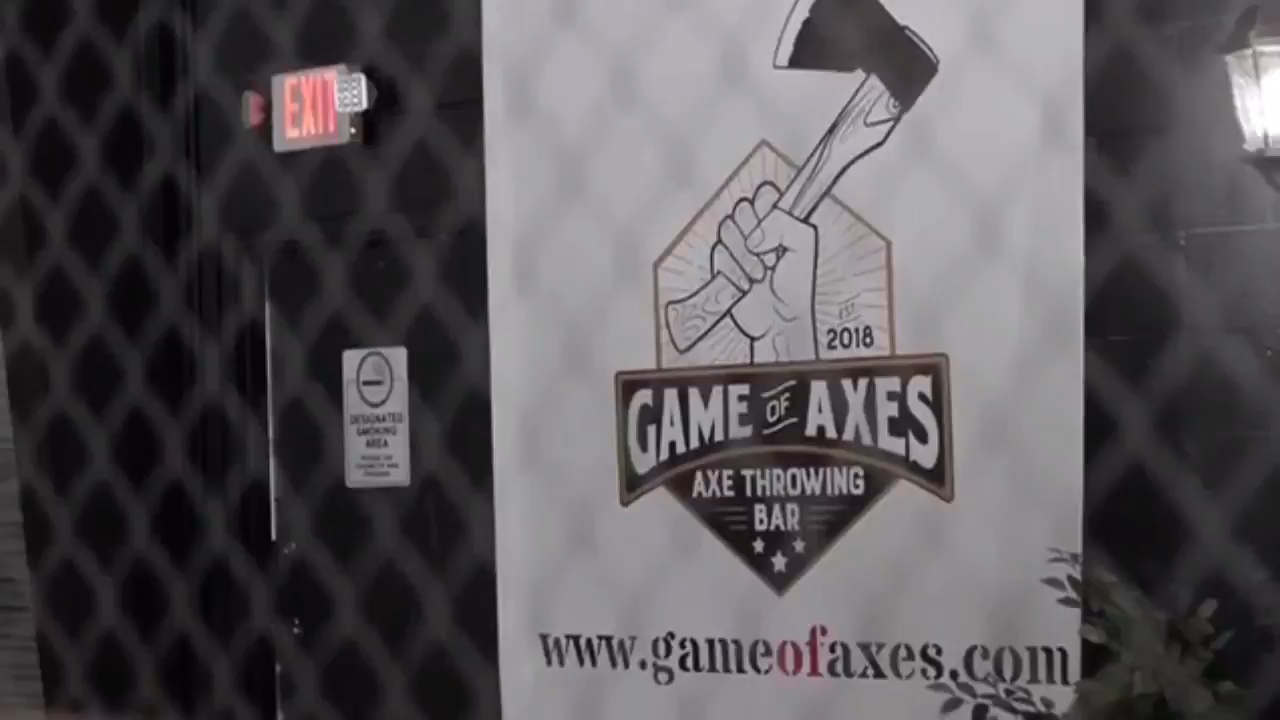 EXIT
DESIGNATED
SMOKING
AREA
EST.
2018
GAME OF AXES
AXE THROWING
BAR
www.gameofaxes.com